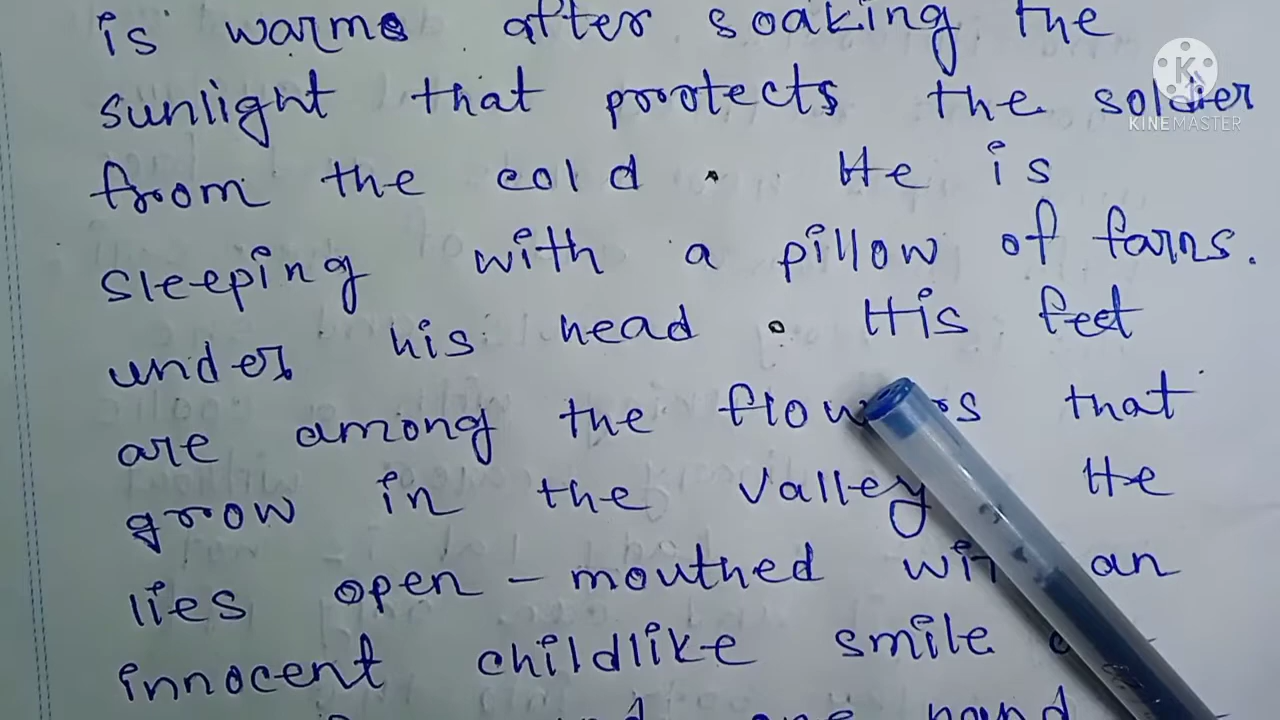 is warm after soaking the
sunlight that protects the soldier
from the cold. He is
sleeping with a pillow of farns.
under his head. His feet
are among the flowers that
grow in the valley He
lies open-mouthed an
innocent childlike smile
hand
K
KINEMASTER